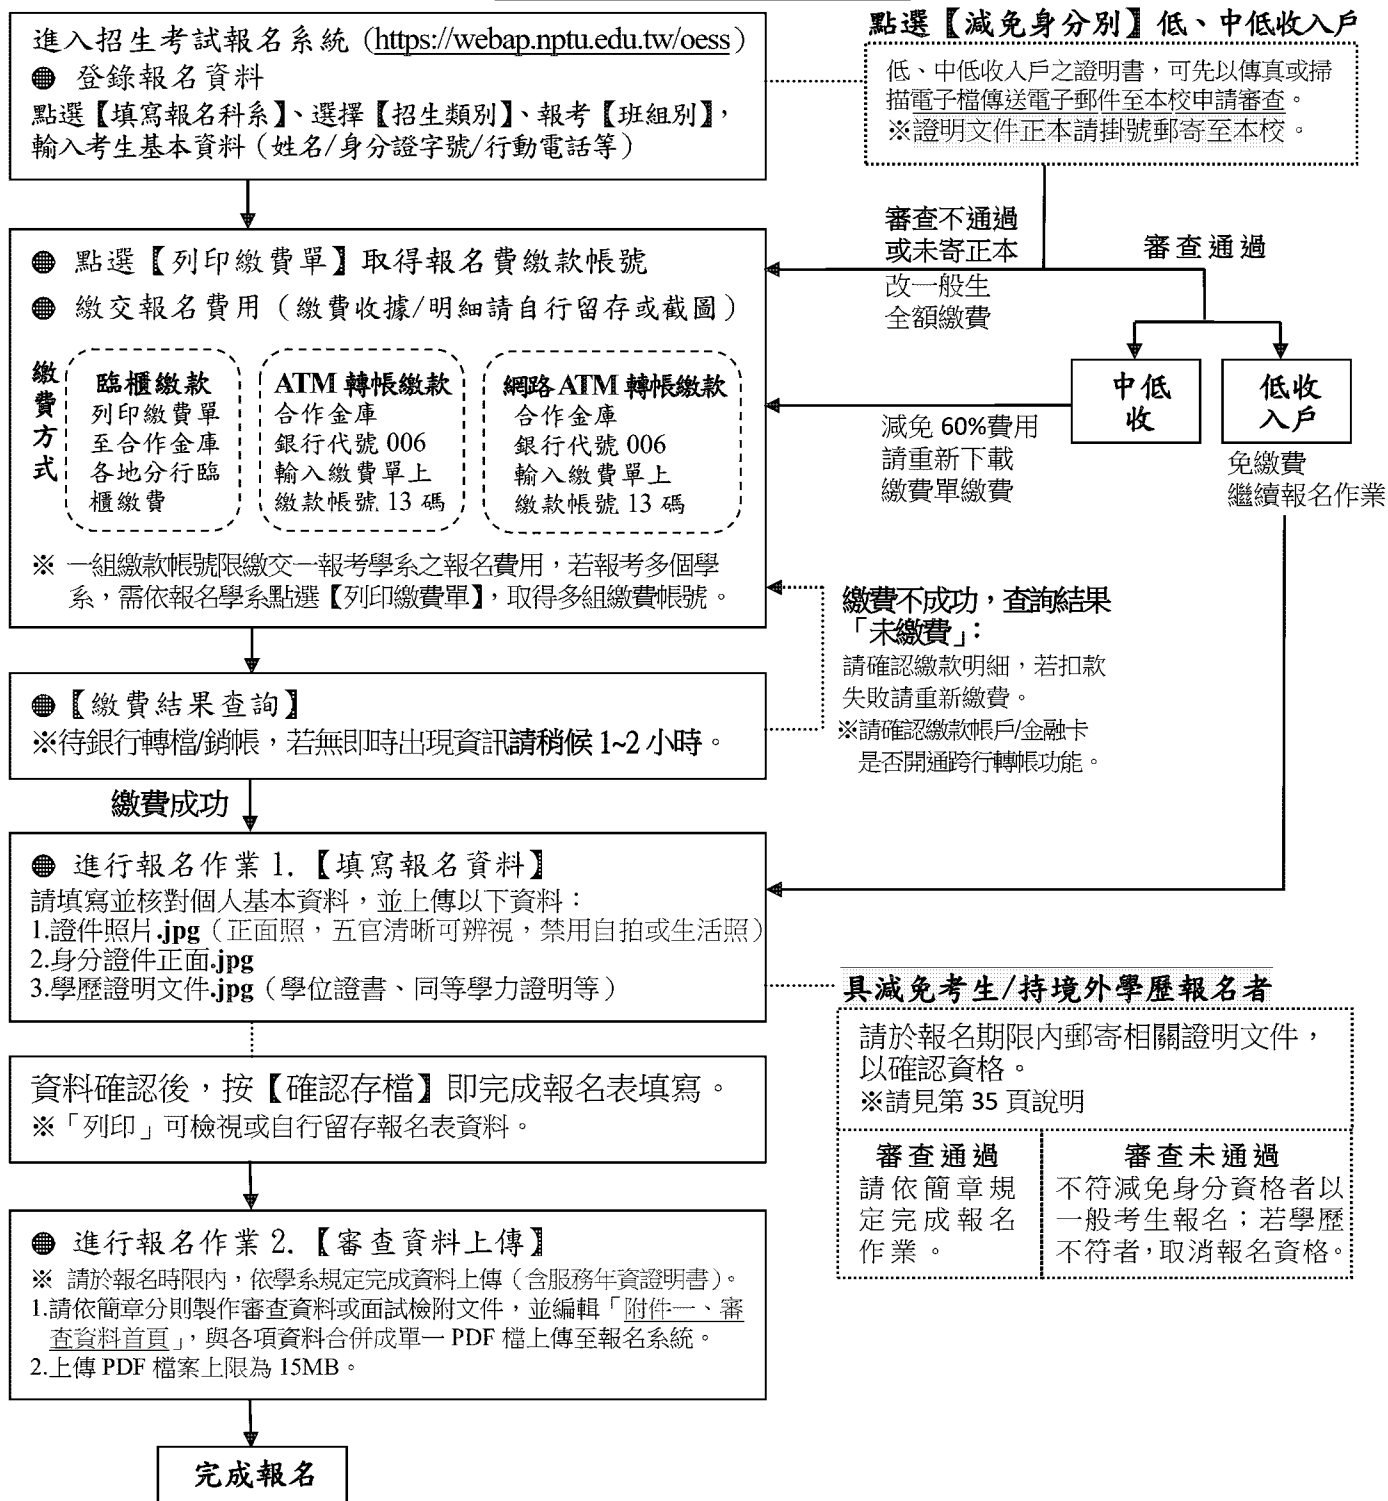 進入招生考試報名系統 (https://webap.nptu.edu.tw/oess)
● 登錄報名資料
點選【填寫報名科系】、選擇【招生類別】、報考【班組別】,
輸入考生基本資料（姓名/身分證字號/行動電話等）
點選【減免身分別】低、中低收入戶
低、中低收入戶之證明書，可先以傳真或掃
描電子檔傳送電子郵件至本校申請審查。
※證明文件正本請掛號郵寄至本校。
審查不通過
或未寄正本
改一般生
全額繳費
審查通過
● 點選【列印繳費單】取得報名費繳款帳號
● 繳交報名費用（繳費收據/明細請自行留存或截圖）
繳費方式
臨櫃繳款
列印繳費單
至合作金庫
各地分行臨
櫃繳費
ATM 轉帳繳款
合作金庫
銀行代號 006
輸入繳費單上
繳款帳號 13 碼
網路 ATM 轉帳繳款
合作金庫
銀行代號 006
輸入繳費單上
繳款帳號 13 碼
※ 一組繳款帳號限繳交一報考學系之報名費用，若報考多個學
系，需依報名學系點選【列印繳費單】，取得多組繳費帳號。
中低
收
減免 60%費用
請重新下載
繳費單繳費
低收
入戶
免繳費
繼續報名作業
繳費不成功，查詢結果
「未繳費」：
請確認繳款明細，若扣款
失敗請重新繳費。
※請確認繳款帳戶/金融卡
是否開通跨行轉帳功能。
●【繳費結果查詢】
※待銀行轉檔/銷帳，若無即時出現資訊請稍候 1~2 小時。
繳費成功
● 進行報名作業 1.【填寫報名資料】
請填寫並核對個人基本資料，並上傳以下資料：
1.證件照片.jpg（正面照，五官清晰可辨視，禁用自拍或生活照）
2.身分證件正面.jpg
3.學歷證明文件.jpg（學位證書、同等學力證明等）
具減免考生/持境外學歷報名者
請於報名期限內郵寄相關證明文件，
以確認資格。
※請見第 35 頁說明
審查通過
請依簡章規
定完成報名
作業。
審查未通過
不符減免身分資格者以
一般考生報名；若學歷
不符者，取消報名資格。
資料確認後，按【確認存檔】即完成報名表填寫。
※「列印」可檢視或自行留存報名表資料。
● 進行報名作業 2.【審查資料上傳】
※ 請於報名時限內，依學系規定完成資料上傳（含服務年資證明書）。
1.請依簡章分則製作審查資料或面試檢附文件，並編輯「附件一、審
查資料首頁」，與各項資料合併成單一 PDF 檔上傳至報名系統。
2.上傳 PDF 檔案上限為 15MB。
完成報名